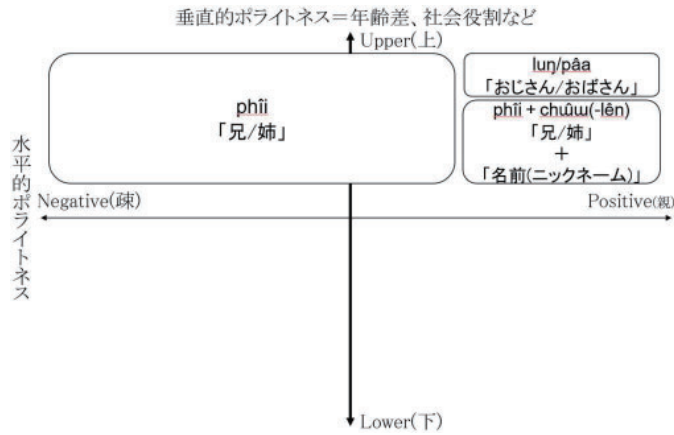 垂直的ポライトネス＝年齢差、社会役割など
Upper(上)
phîi
「兄/姉」
luŋ/pâa
「おじさん/おばさん」
phîi + chɯ̂ɯ(-lên)
「兄/姉」
＋
「名前(ニックネーム)」
水平的ポライトネス
Negative(疎)
Positive(親)
Lower(下)